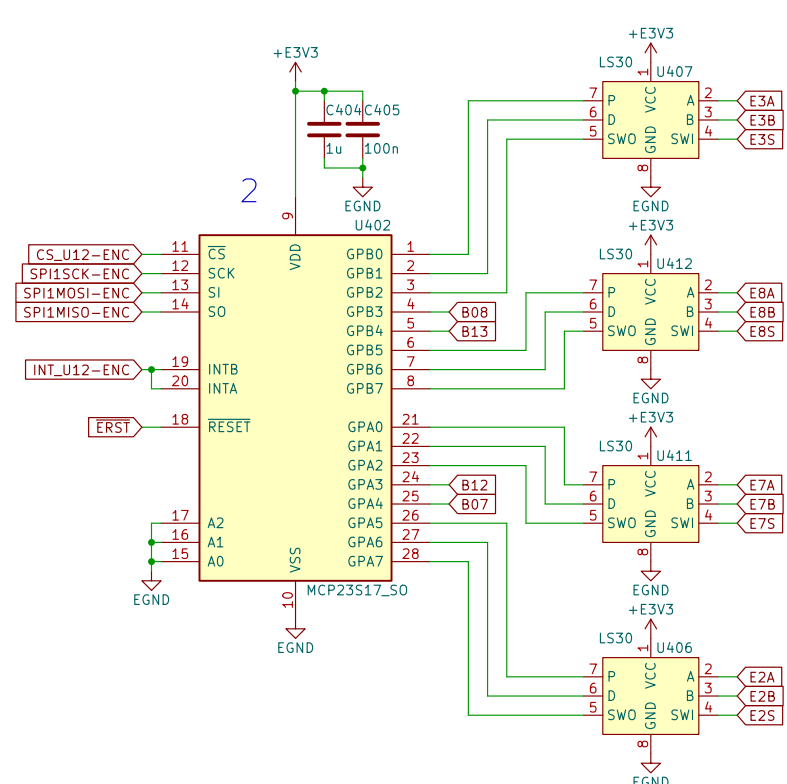 +E3V3
LS30 U407
1 VCC
7 P A 2 E3A
6 D B 3 E3B
5 SWO SWI 4 E3S
GND
8
EGND
+E3V3
C404 C405
1u 100n
EGND
2
9
U402
VDD
11 CS GPB0 1
12 SCK GPB1 2
13 SI GPB2 3
14 SO GPB3 4 B08
GPB4 5 B13
GPB5 6
19 INTB GPB6 7
20 INTA GPB7 8
18 RESET GPA0 21
GPA1 22
GPA2 23
GPA3 24 B12
GPA4 25 B07
17 A2 GPA5 26
16 A1 GPA6 27
15 A0 GPA7 28
VSS
10
MCP23S17_SO
EGND
EGND
CS_U12-ENC
SPI1SCK-ENC
SPI1MOSI-ENC
SPI1MISO-ENC
INT_U12-ENC
ERST
+E3V3
LS30 U412
1 VCC
7 P A 2 E8A
6 D B 3 E8B
5 SWO SWI 4 E8S
GND
8
EGND
+E3V3
LS30 U411
1 VCC
7 P A 2 E7A
6 D B 3 E7B
5 SWO SWI 4 E7S
GND
8
EGND
+E3V3
LS30 U406
1 VCC
7 P A 2 E2A
6 D B 3 E2B
5 SWO SWI 4 E2S
GND
8
EGND